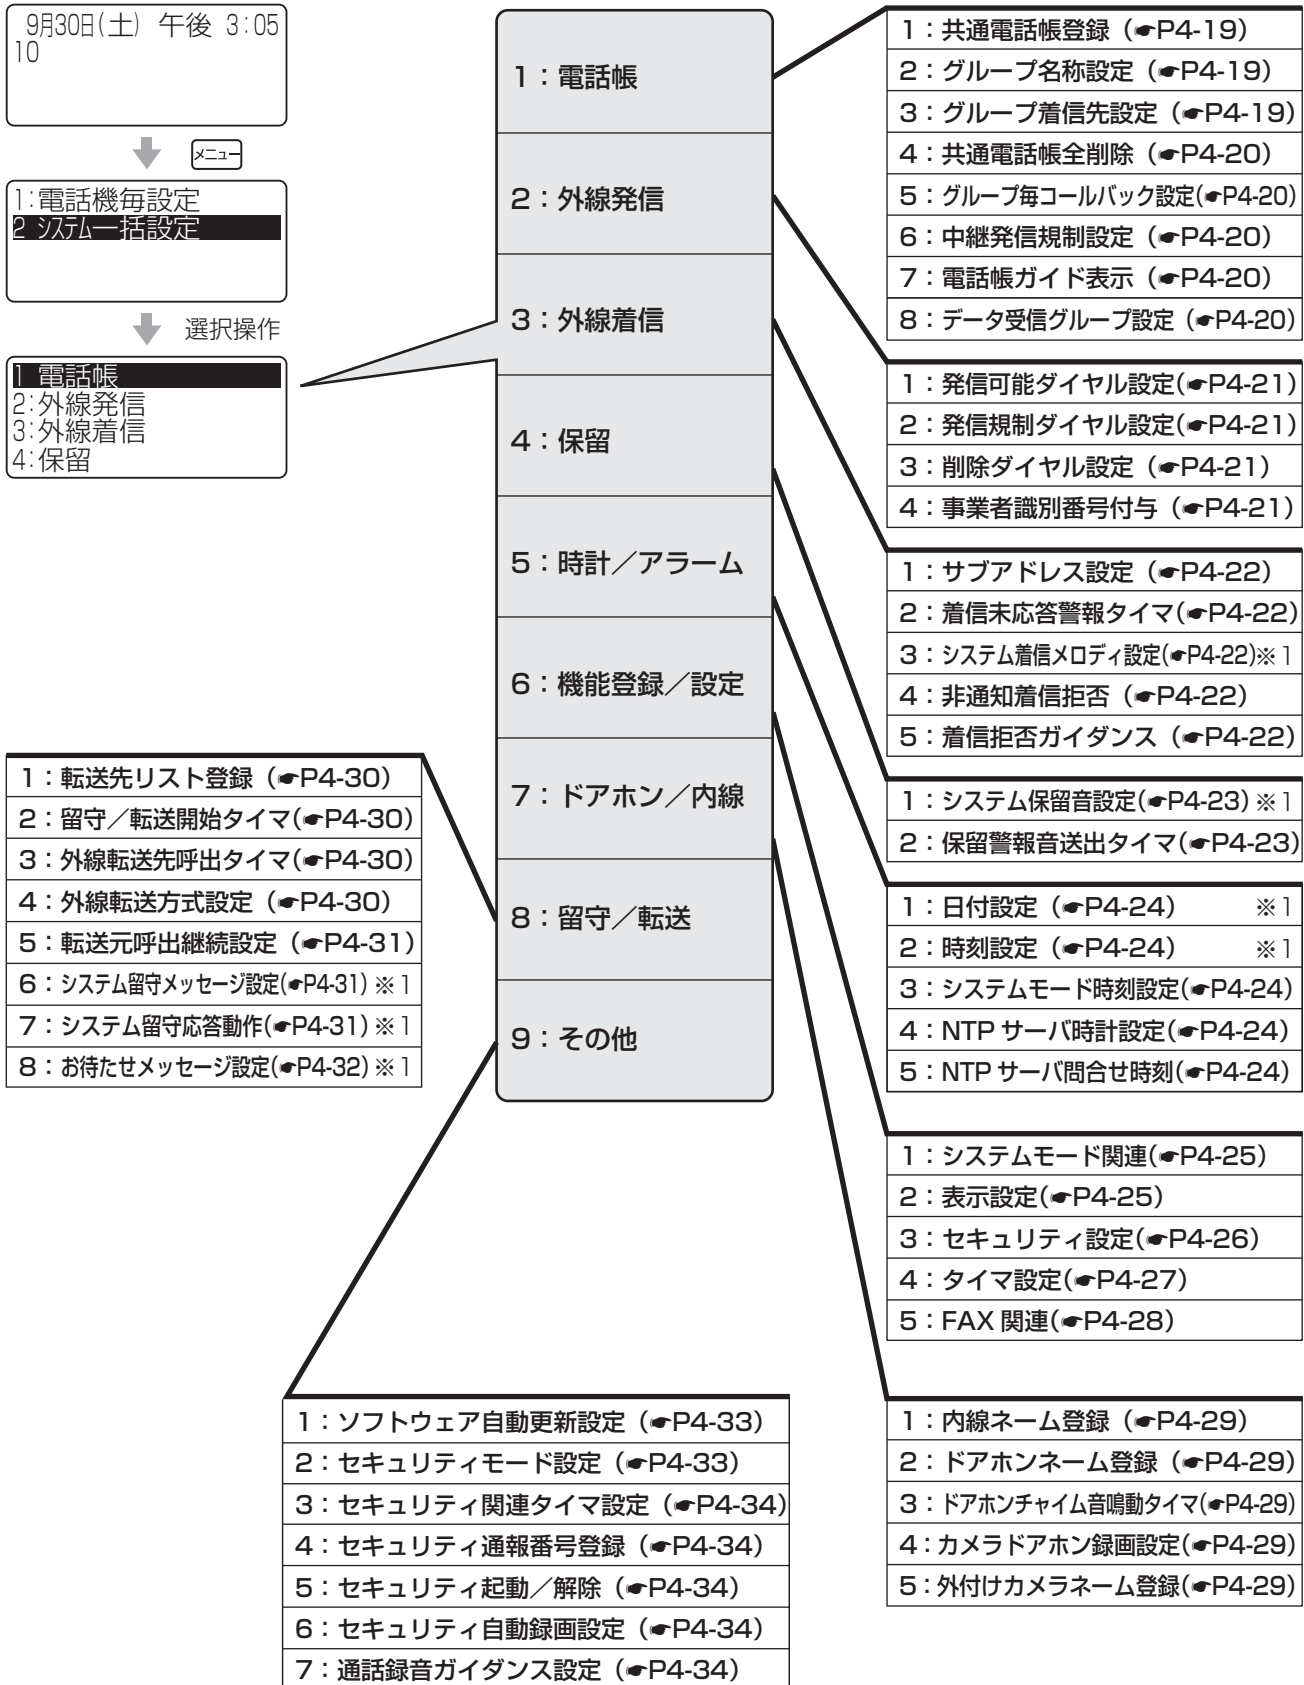 9月30日(土) 午後 3:05
10
メニュー
1:電話機毎設定
2 システム一括設定
選択操作
1 電話帳
2:外線発信
3:外線着信
4:保留
1：電話帳
2：外線発信
3：外線着信
4：保留
5：時計／アラーム
6：機能登録／設定
7：ドアホン／内線
8：留守／転送
9：その他
1：共通電話帳登録（☛P4-19）
2：グループ名称設定（☛P4-19）
3：グループ着信先設定（☛P4-19）
4：共通電話帳全削除（☛P4-20）
5：グループ毎コールバック設定(☛P4-20)
6：中継発信規制設定（☛P4-20）
7：電話帳ガイド表示（☛P4-20）
8：データ受信グループ設定（☛P4-20）
1：発信可能ダイヤル設定(☛P4-21)
2：発信規制ダイヤル設定(☛P4-21)
3：削除ダイヤル設定（☛P4-21）
4：事業者識別番号付与（☛P4-21）
1：サブアドレス設定（☛P4-22）
2：着信未応答警報タイマ(☛P4-22)
3：システム着信メロディ設定(☛P4-22)※1
4：非通知着信拒否（☛P4-22）
5：着信拒否ガイダンス（☛P4-22）
1：システム保留音設定(☛P4-23)※1
2：保留警報音送出タイマ(☛P4-23)
1：日付設定（☛P4-24） ※1
2：時刻設定（☛P4-24） ※1
3：システムモード時刻設定(☛P4-24)
4：NTP サーバ時計設定(☛P4-24)
5：NTP サーバ問合せ時刻(☛P4-24)
1：システムモード関連(☛P4-25)
2：表示設定(☛P4-25)
3：セキュリティ設定(☛P4-26)
4：タイマ設定(☛P4-27)
5：FAX 関連(☛P4-28)
1：内線ネーム登録（☛P4-29）
2：ドアホンネーム登録（☛P4-29）
3：ドアホンチャイム音鳴動タイマ(☛P4-29)
4：カメラドアホン録画設定(☛P4-29)
5：外付けカメラネーム登録(☛P4-29)
1：転送先リスト登録（☛P4-30）
2：留守／転送開始タイマ(☛P4-30)
3：外線転送先呼出タイマ(☛P4-30)
4：外線転送方式設定（☛P4-30）
5：転送元呼出継続設定（☛P4-31）
6：システム留守メッセージ設定(☛P4-31)※1
7：システム留守応答動作(☛P4-31)※1
8：お待たせメッセージ設定(☛P4-32)※1
1：ソフトウェア自動更新設定（☛P4-33）
2：セキュリティモード設定（☛P4-33）
3：セキュリティ関連タイマ設定（☛P4-34）
4：セキュリティ通報番号登録（☛P4-34）
5：セキュリティ起動／解除（☛P4-34）
6：セキュリティ自動録画設定（☛P4-34）
7：通話録音ガイダンス設定（☛P4-34）